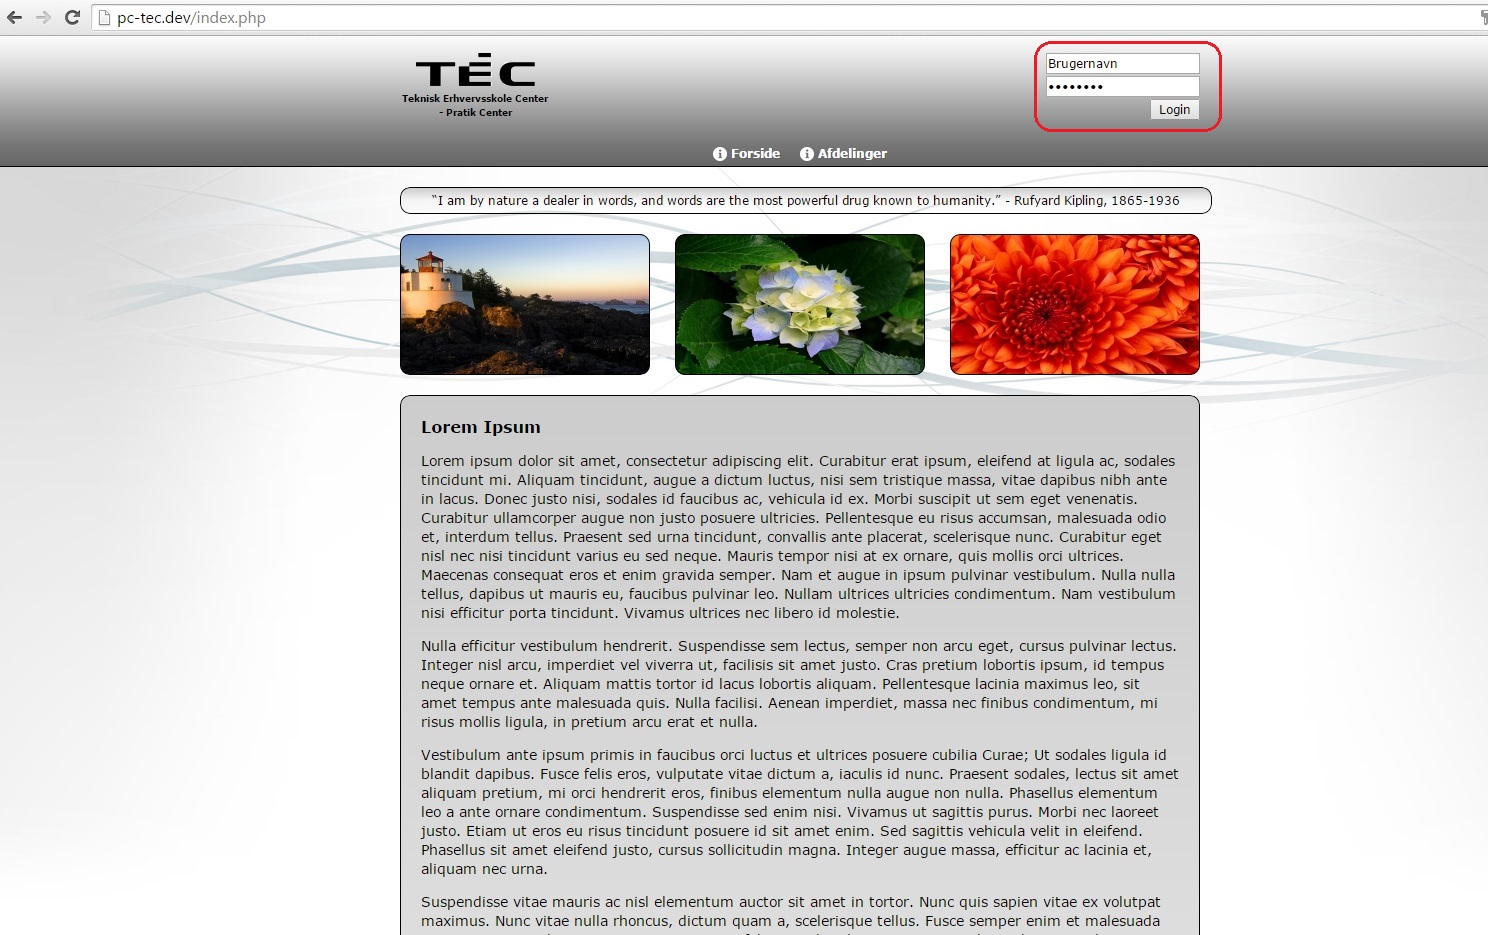 pc-tec.dev/index.php
TÉC
Teknisk Erhvervsskole Center
- Pratik Center
Brugernavn
••••••••
Login
Forside Afdelinger
“I am by nature a dealer in words, and words are the most powerful drug known to humanity.” - Rufyard Kipling, 1865-1936
Lorem Ipsum
Lorem ipsum dolor sit amet, consectetur adipiscing elit. Curabitur erat ipsum, eleifend at ligula ac, sodales
tincidunt mi. Aliquam tincidunt, augue a dictum luctus, nisi sem tristique massa, vitae dapibus nibh ante
in lacus. Donec justo nisi, sodales id faucibus ac, vehicula id ex. Morbi suscipit ut sem eget venenatis.
Curabitur ullamcorper augue non justo posuere ultricies. Pellentesque eu risus accumsan, malesuada odio
et, interdum tellus. Praesent sed urna tincidunt, convallis ante placerat, scelerisque nunc. Curabitur eget
nisl nec nisi tincidunt varius eu sed neque. Mauris tempor nisi at ex ornare, quis mollis orci ultrices.
Maecenas consequat eros et enim gravida semper. Nam et augue in ipsum pulvinar vestibulum. Nulla nulla
tellus, dapibus ut mauris eu, faucibus pulvinar leo. Nullam ultrices ultricies condimentum. Nam vestibulum
nisi efficitur porta tincidunt. Vivamus ultrices nec libero id molestie.
Nulla efficitur vestibulum hendrerit. Suspendisse sem lectus, semper non arcu eget, cursus pulvinar lectus.
Integer nisl arcu, imperdiet vel viverra ut, facilisis sit amet justo. Cras pretium lobortis ipsum, id tempus
neque ornare et. Aliquam mattis tortor id lacus lobortis aliquam. Pellentesque lacinia maximus leo, sit
amet tempus ante malesuada quis. Nulla facilisi. Aenean imperdiet, massa nec finibus condimentum, mi
risus mollis ligula, in pretium arcu erat et nulla.
Vestibulum ante ipsum primis in faucibus orci luctus et ultrices posuere cubilia Curae; Ut sodales ligula id
blandit dapibus. Fusce felis eros, vulputate vitae dictum a, iaculis id nunc. Praesent sodales, lectus sit amet
aliquam pretium, mi orci hendrerit eros, finibus elementum nulla augue non nulla. Phasellus elementum
leo a ante ornare condimentum. Suspendisse sed enim nisi. Vivamus ut sagittis purus. Morbi nec laoreet
justo. Etiam ut eros eu risus tincidunt posuere id sit amet enim. Sed sagittis vehicula velit in eleifend.
Phasellus sit amet eleifend justo, cursus sollicitudin magna. Integer augue massa, efficitur ac lacinia et,
aliquam nec urna.
Suspendisse vitae mauris ac nisl elementum auctor sit amet in tortor. Nunc quis sapien vitae ex volutpat
maximus. Nunc vitae nulla rhoncus, dictum quam a, scelerisque tellus. Fusce semper enim et malesuada